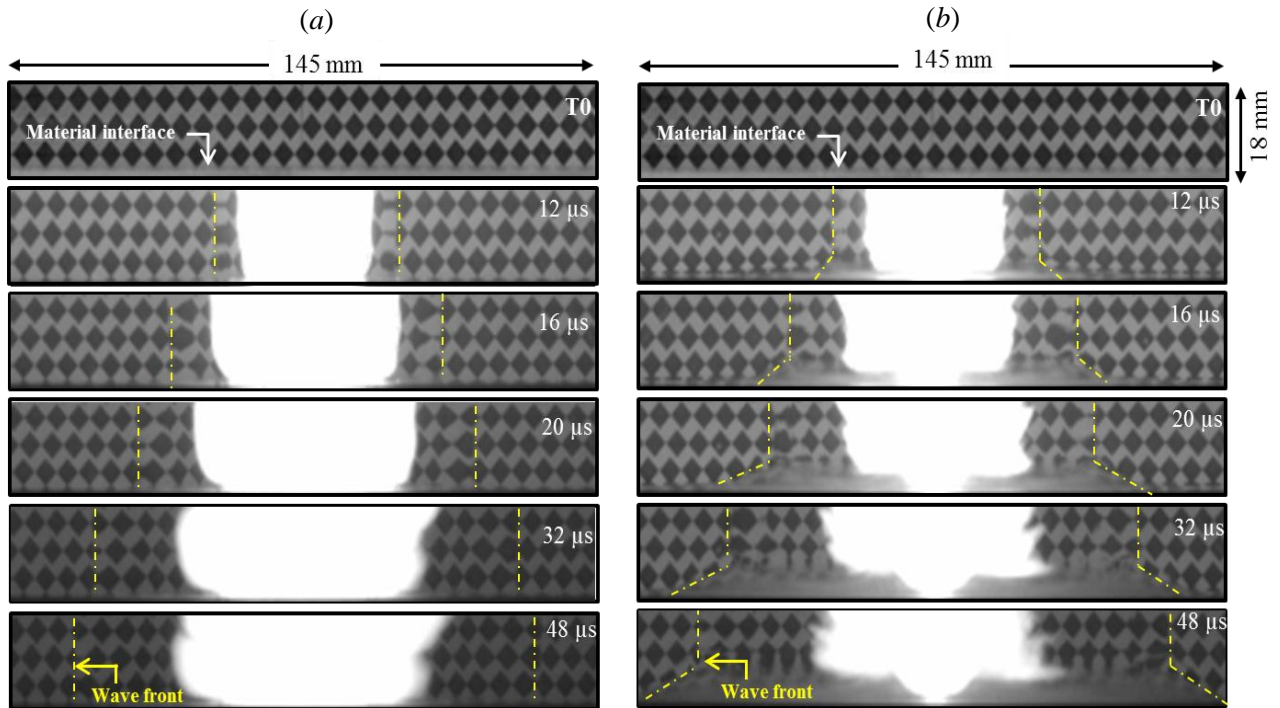 (a)
(b)
145 mm
145 mm
T0
Material interface
T0
Material interface
18 mm
12 µs
12 µs
16 µs
16 µs
20 µs
20 µs
32 µs
32 µs
48 µs
Wave front
48 µs
Wave front